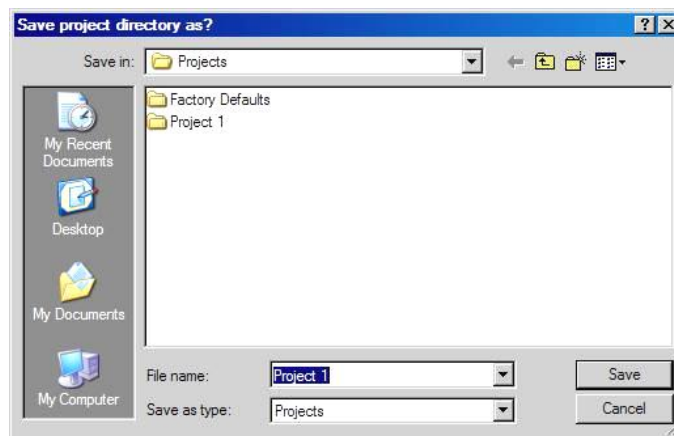 Save project directory as?
Save in: Projects
Factory Defaults
Project 1
My Recent
Documents
Desktop
My Documents
My Computer
File name: Project 1 Save
Save as type: Projects Cancel